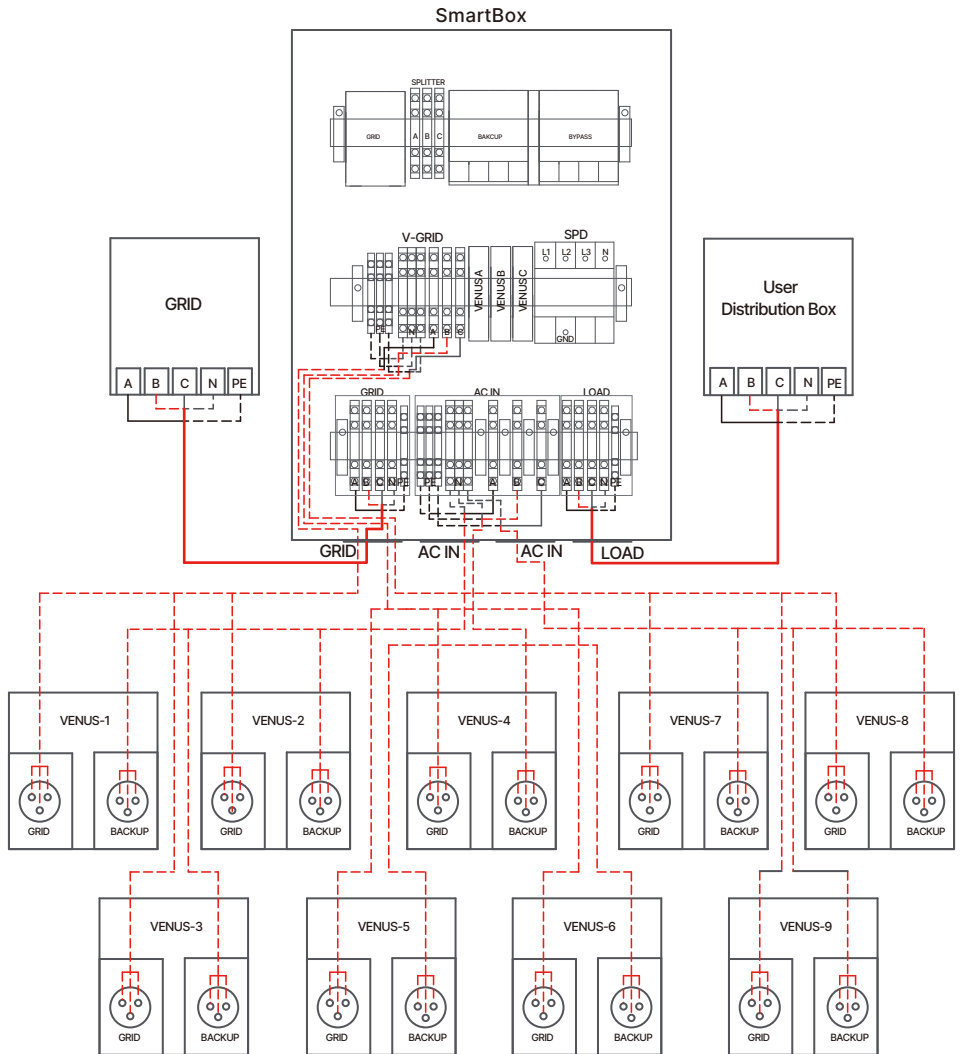 SmartBox
SPLITTER
GRID
A
B
C
BAKCUP
BYPASS
V-GRID
SPD
L1
L2
L3
N
VENUS A
VENUS B
VENUS C
GND
PE
N
A
B
C
GRID
A
B
C
N
PE
User
Distribution Box
A
B
C
N
PE
GRID
AC IN
LOAD
A
B
C
N
PE
PE
N
A
B
C
A
B
C
N
PE
GRID
AC IN
AC IN
LOAD
VENUS-1
GRID
BACKUP
VENUS-2
GRID
BACKUP
VENUS-4
GRID
BACKUP
VENUS-7
GRID
BACKUP
VENUS-8
GRID
BACKUP
VENUS-3
GRID
BACKUP
VENUS-5
GRID
BACKUP
VENUS-6
GRID
BACKUP
VENUS-9
GRID
BACKUP